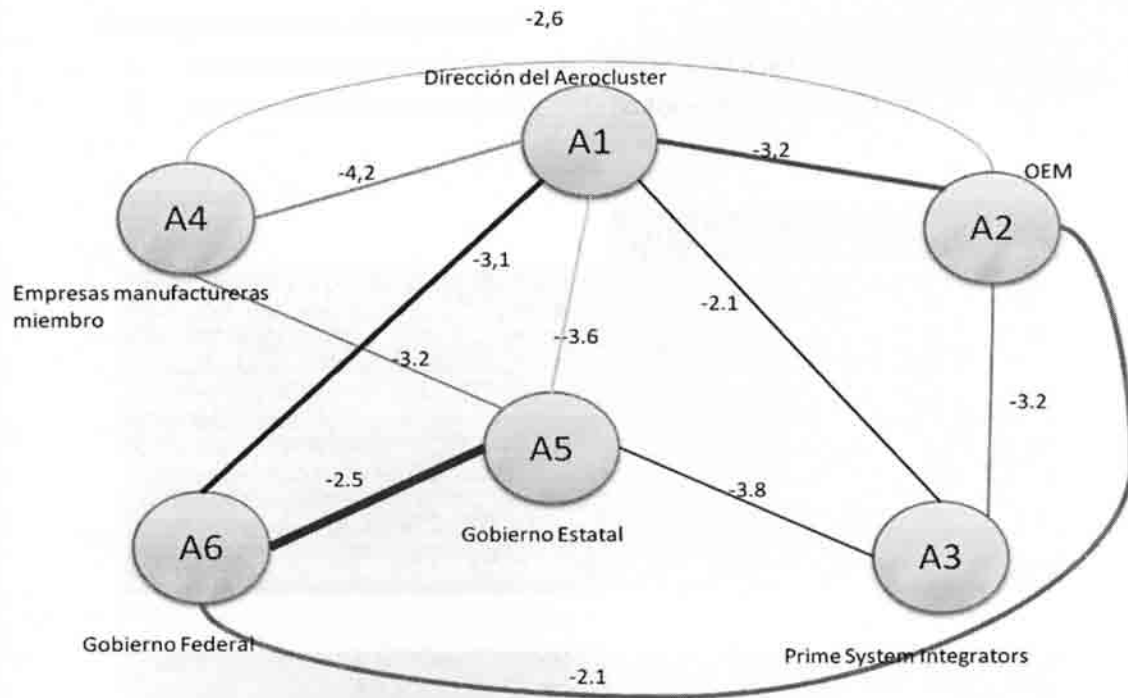 -2,6
Dirección del Aerocluster
A1
-3,2
OEM
-4,2
A4
A2
-3,1
Empresas manufactureras
miembro
-2.1
--3.6
-3.2
-3.2
A5
-2.5
-3.8
Gobierno Estatal
A6
A3
Gobierno Federal
Prime System Integrators
-2.1